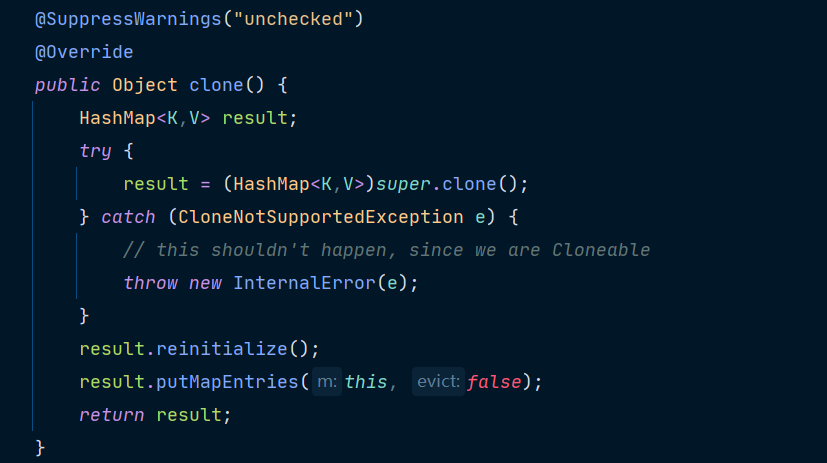 @SuppressWarnings("unchecked")
@Override
public Object clone() {
HashMap<K,V> result;
try {
result = (HashMap<K,V>)super.clone();
} catch (CloneNotSupportedException e) {
// this shouldn't happen, since we are Cloneable
throw new InternalError(e);
}
result.reinitialize();
result.putMapEntries( m: this, evict: false);
return result;
}